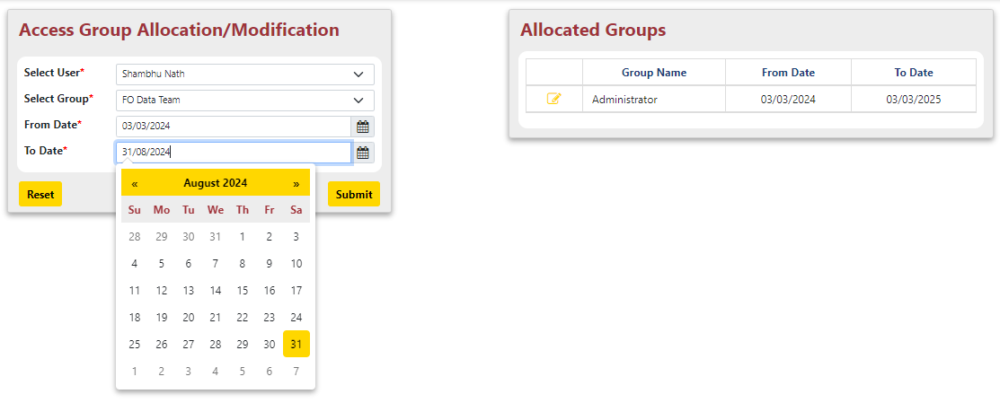 Access Group Allocation/Modification
Select User* Shambhu Nath
Select Group* FO Data Team
From Date* 03/03/2024
To Date* 31/08/2024
« August 2024 »
Su Mo Tu We Th Fr Sa
28 29 30 31 1 2 3
4 5 6 7 8 9 10
11 12 13 14 15 16 17
18 19 20 21 22 23 24
25 26 27 28 29 30 31
1 2 3 4 5 6 7
Reset Submit
Allocated Groups
Group Name From Date To Date
Administrator 03/03/2024 03/03/2025